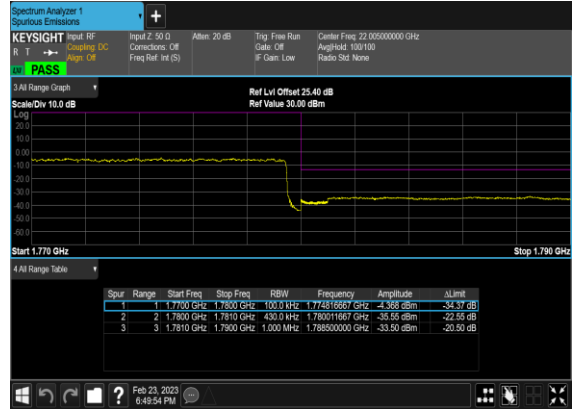 Spectrum Analyzer 1
Spurious Emissions
+
KEYSIGHT Input: RF Input Z: 50 Ω Atten: 20 dB Trig: Free Run Center Freq: 22.005000000 GHz
R T Coupling: DC Corrections: Off Gate: Off Avg|Hold: 100/100
Align: Off Freq Ref: Int (S) IF Gain: Low Radio Std: None
LW PASS
3 All Range Graph Ref Lvl Offset 25.40 dB
Scale/Div 10.0 dB Ref Value 30.00 dBm
Log
20.0
10.0
0.00
-10.0
-20.0
-30.0
-40.0
-50.0
-60.0
Start 1.770 GHz Stop 1.790 GHz
4 All Range Table
Spur Range Start Freq Stop Freq RBW Frequency Amplitude ΔLimit
1 1 1.7700 GHz 1.7800 GHz 100.0 kHz 1.774816667 GHz -4.368 dBm -34.37 dB
2 2 1.7800 GHz 1.7810 GHz 430.0 kHz 1.780011667 GHz -35.55 dBm -22.55 dB
3 3 1.7810 GHz 1.7900 GHz 1.000 MHz 1.788500000 GHz -33.50 dBm -20.50 dB
? Feb 23, 2023
6:49:54 PM